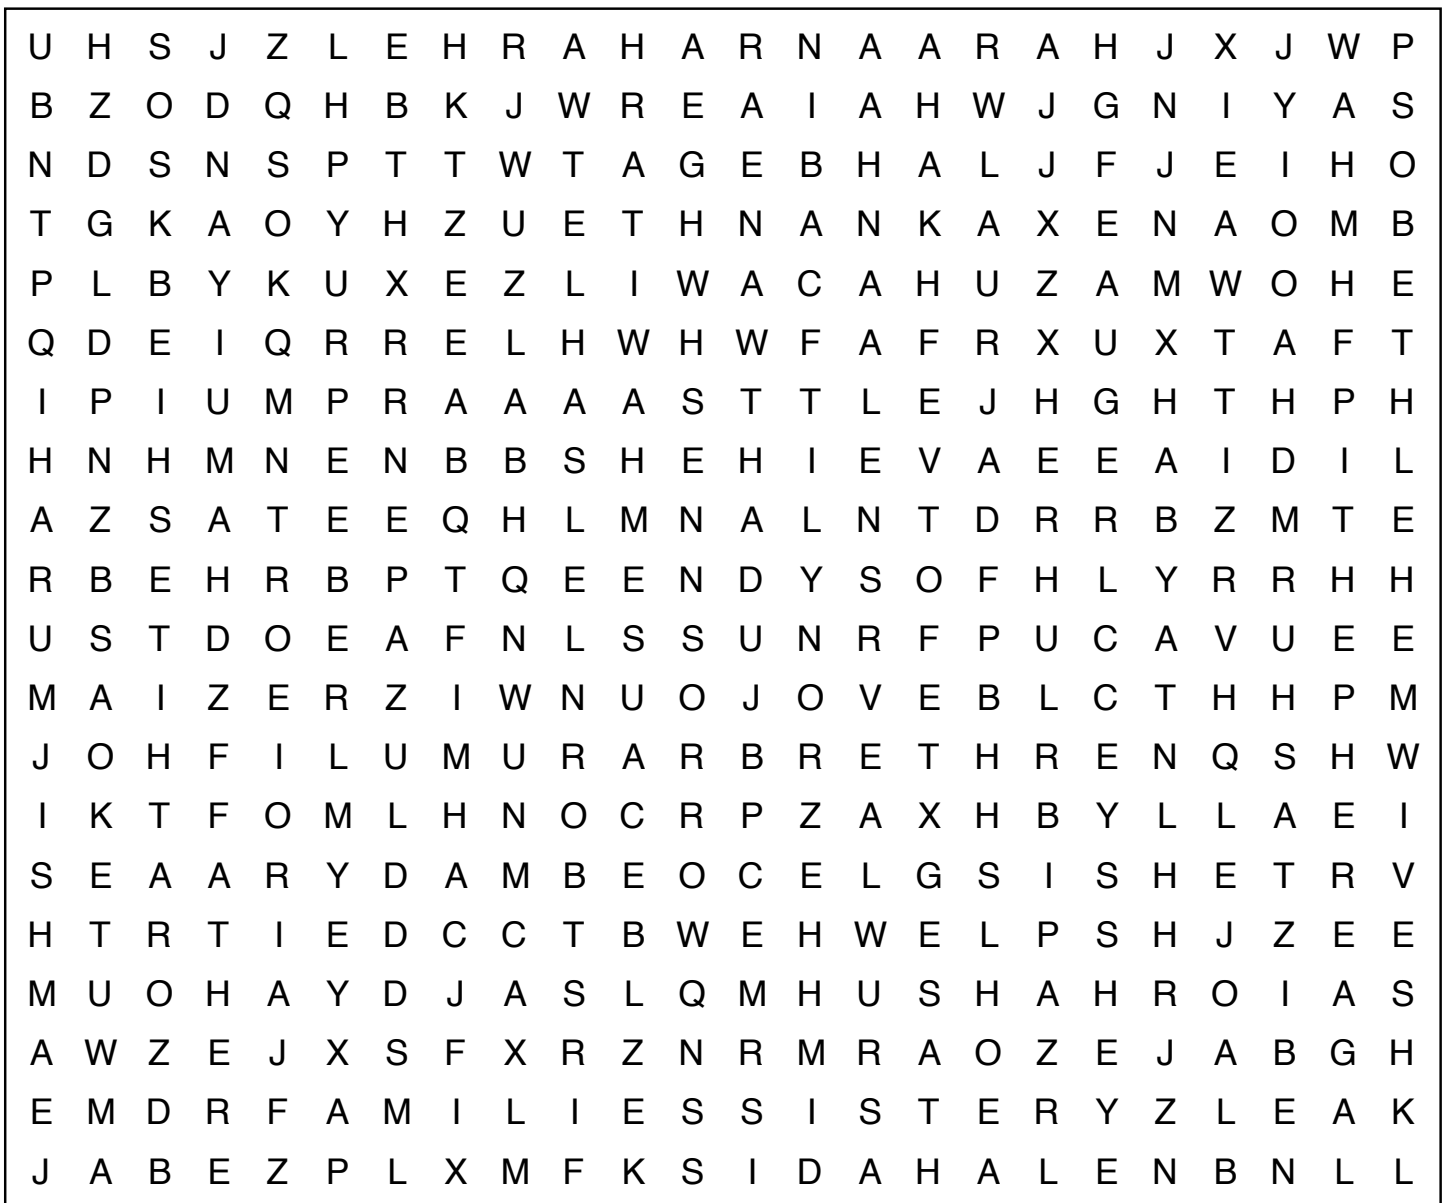 U H S J Z L E H R A H A R N A A R A H J X J W P
B Z O D Q H B K J W R E A I A H W J G N I Y A S
N D S N S P T T W T A G E B H A L J F J E I H O
T G K A O Y H Z U E T H N A N K A X E N A O M B
P L B Y K U X E Z L I W A C A H U Z A M W O H E
Q D E I Q R R E L H W H W F A F R X U X T A F T
I P I U M P R A A A A S T T L E J H G H T H P H
H N H M N E N B B S H E H I E V A E E A I D I L
A Z S A T E E Q H L M N A L N T D R R B Z M T E
R B E H R B P T Q E E N D Y S O F H L Y R R H H
U S T D O E A F N L S S U N R F P U C A V U E E
M A I Z E R Z I W N U O J O V E B L C T H H P M
J O H F I L U M U R A R B R E T H R E N Q S H W
I K T F O M L H N O C R P Z A X H B Y L L A E I
S E A A R Y D A M B E O C E L G S I S H E T R V
H T R T I E D C C T B W E H W E L P S H J Z E E
M U O H A Y D J A S L Q M H U S H A H R O I A S
A W Z E J X S F X R Z N R M R A O Z E J A B G H
E M D R F A M I L I E S S I S T E R Y Z L E A K
J A B E Z P L X M F K S I D A H A L E N B N L L